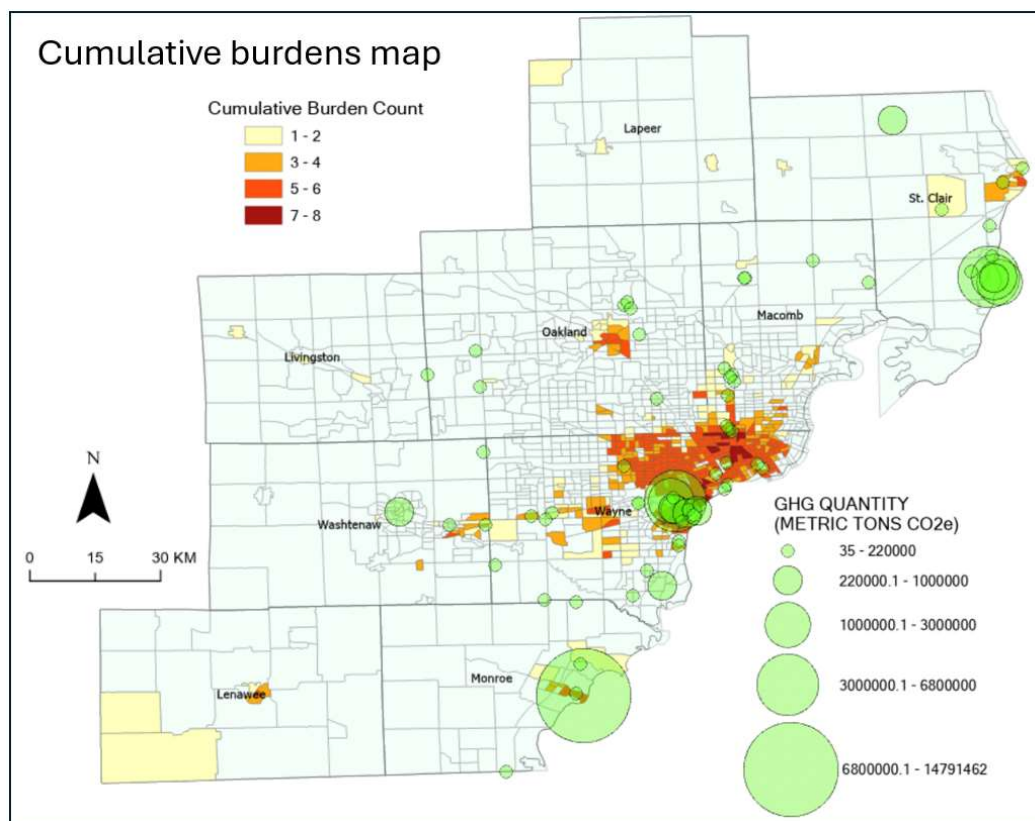 Cumulative burdens map
Cumulative Burden Count
1 - 2
3 - 4
5 - 6
7 - 8
Lapeer
St. Clair
Macomb
Oakland
Livingston
N
0 15 30 KM
Washtenaw
Wayne
GHG QUANTITY
(METRIC TONS CO2e)
35 - 220000
220000.1 - 1000000
1000000.1 - 3000000
3000000.1 - 6800000
6800000.1 - 14791462
Monroe
Lenawee